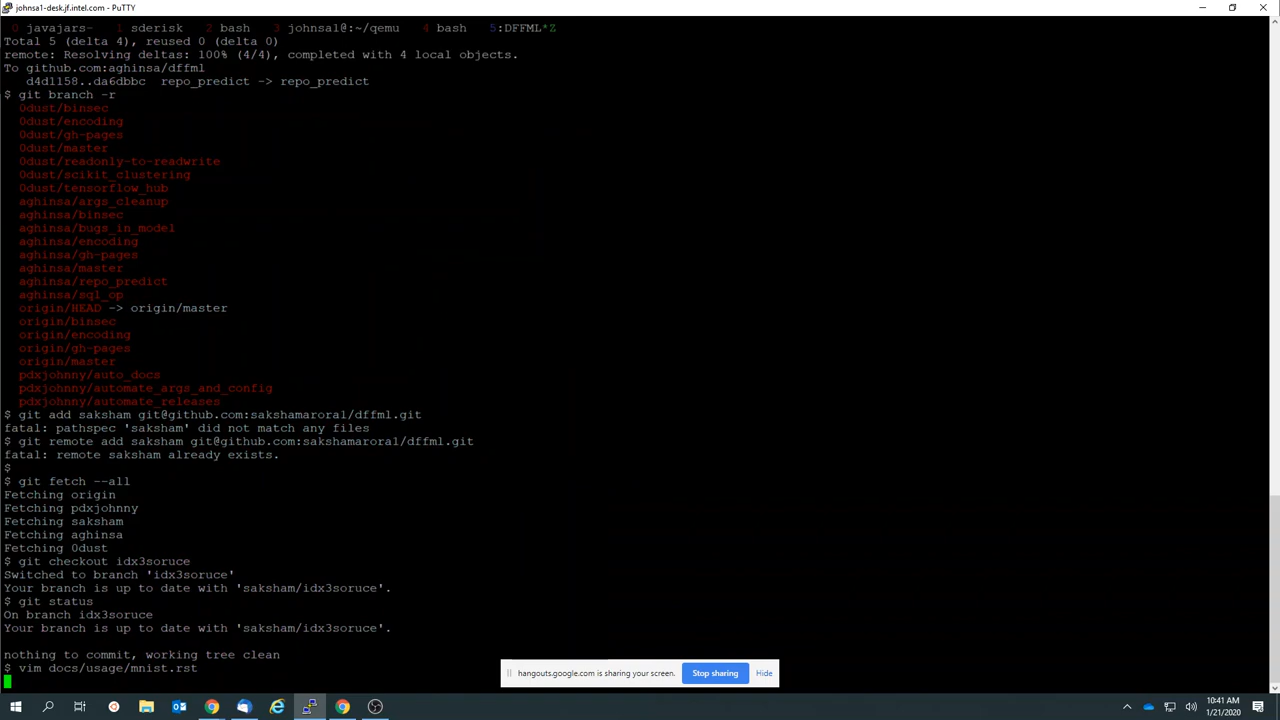 johnsa1-desk.jf.intel.com - PuTTY
0 javajars- 1 sderisk 2 bash 3 johnsa1@:~/qemu 4 bash 5:DFFML*Z
Total 5 (delta 4), reused 0 (delta 0)
remote: Resolving deltas: 100% (4/4), completed with 4 local objects.
To github.com:aghinsa/dffml
d4d1158..da6dbbc repo_predict -> repo_predict
$ git branch -r
0dust/binsec
0dust/encoding
0dust/gh-pages
0dust/master
0dust/readonly-to-readwrite
0dust/scikit_clustering
0dust/tensorflow_hub
aghinsa/args_cleanup
aghinsa/binsec
aghinsa/bugs_in_model
aghinsa/encoding
aghinsa/gh-pages
aghinsa/master
aghinsa/repo_predict
aghinsa/sql_op
origin/HEAD -> origin/master
origin/binsec
origin/encoding
origin/gh-pages
origin/master
pdxjohnny/auto_docs
pdxjohnny/automate_args_and_config
pdxjohnny/automate_releases
$ git add saksham git@github.com:sakshamarora1/dffml.git
fatal: pathspec 'saksham' did not match any files
$ git remote add saksham git@github.com:sakshamarora1/dffml.git
fatal: remote saksham already exists.
$
$ git fetch --all
Fetching origin
Fetching pdxjohnny
Fetching saksham
Fetching aghinsa
Fetching 0dust
$ git checkout idx3soruce
Switched to branch 'idx3soruce'
Your branch is up to date with 'saksham/idx3soruce'.
$ git status
On branch idx3soruce
Your branch is up to date with 'saksham/idx3soruce'.
nothing to commit, working tree clean
$ vim docs/usage/mnist.rst
hangouts.google.com is sharing your screen. Stop sharing Hide
10:41 AM
1/21/2020